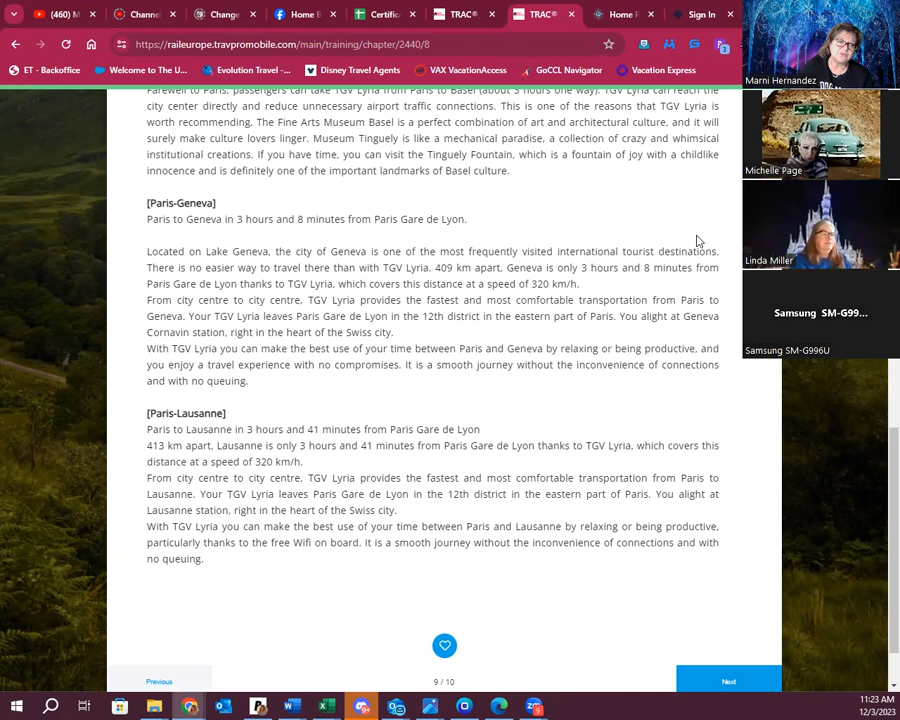 (460) M
Channel
Change
Home B
Certific
TRAC®
TRAC®
Home P
Sign In
https://raileurope.travpromobile.com/main/training/chapter/2440/8
3
ET - Backoffice
Welcome to The U...
Evolution Travel -...
Disney Travel Agents
VAX VacationAccess
GoCCL Navigator
Vacation Express
Farewell to Paris, passengers can take TGV Lyria from Paris to Basel (about 3 hours one way). TGV Lyria can reach the
city center directly and reduce unnecessary airport traffic connections. This is one of the reasons that TGV Lyria is
worth recommending. The Fine Arts Museum Basel is a perfect combination of art and architectural culture, and it will
surely make culture lovers linger. Museum Tinguely is like a mechanical paradise, a collection of crazy and whimsical
institutional creations. If you have time, you can visit the Tinguely Fountain, which is a fountain of joy with a childlike
innocence and is definitely one of the important landmarks of Basel culture.
[Paris-Geneva]
Paris to Geneva in 3 hours and 8 minutes from Paris Gare de Lyon.
Located on Lake Geneva, the city of Geneva is one of the most frequently visited international tourist destinations.
There is no easier way to travel there than with TGV Lyria. 409 km apart, Geneva is only 3 hours and 8 minutes from
Paris Gare de Lyon thanks to TGV Lyria, which covers this distance at a speed of 320 km/h.
From city centre to city centre, TGV Lyria provides the fastest and most comfortable transportation from Paris to
Geneva. Your TGV Lyria leaves Paris Gare de Lyon in the 12th district in the eastern part of Paris. You alight at Geneva
Cornavin station, right in the heart of the Swiss city.
With TGV Lyria you can make the best use of your time between Paris and Geneva by relaxing or being productive, and
you enjoy a travel experience with no compromises. It is a smooth journey without the inconvenience of connections
and with no queuing.
[Paris-Lausanne]
Paris to Lausanne in 3 hours and 41 minutes from Paris Gare de Lyon
413 km apart, Lausanne is only 3 hours and 41 minutes from Paris Gare de Lyon thanks to TGV Lyria, which covers this
distance at a speed of 320 km/h.
From city centre to city centre, TGV Lyria provides the fastest and most comfortable transportation from Paris to
Lausanne. Your TGV Lyria leaves Paris Gare de Lyon in the 12th district in the eastern part of Paris. You alight at
Lausanne station, right in the heart of the Swiss city.
With TGV Lyria you can make the best use of your time between Paris and Lausanne by relaxing or being productive,
particularly thanks to the free Wifi on board. It is a smooth journey without the inconvenience of connections and with
no queuing.
Previous
9 / 10
Next
Marni Hernandez
Michelle Page
Linda Miller
Samsung SM-G99...
Samsung SM-G996U
11:23 AM
12/3/2023